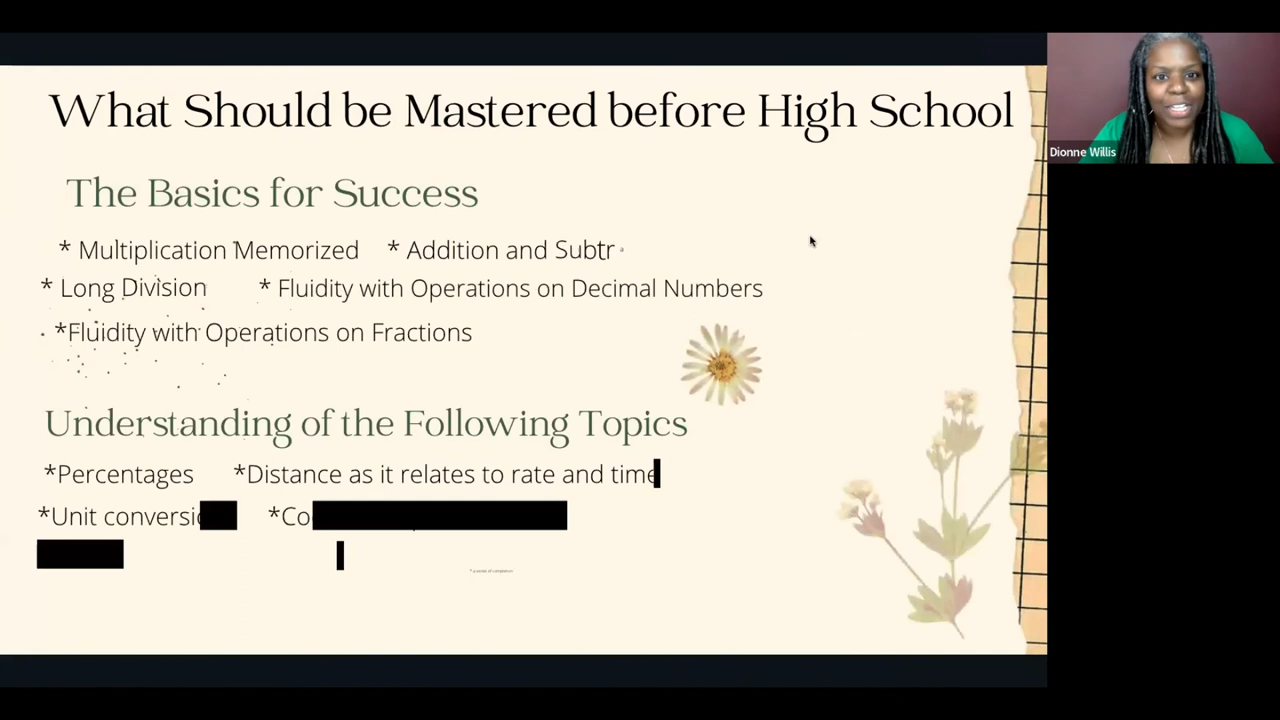 What Should be Mastered before High School
Dionne Willis
The Basics for Success
* Multiplication Memorized * Addition and Subtr
* Long Division * Fluidity with Operations on Decimal Numbers
*Fluidity with Operations on Fractions
Understanding of the Following Topics
*Percentages *Distance as it relates to rate and time
*Unit